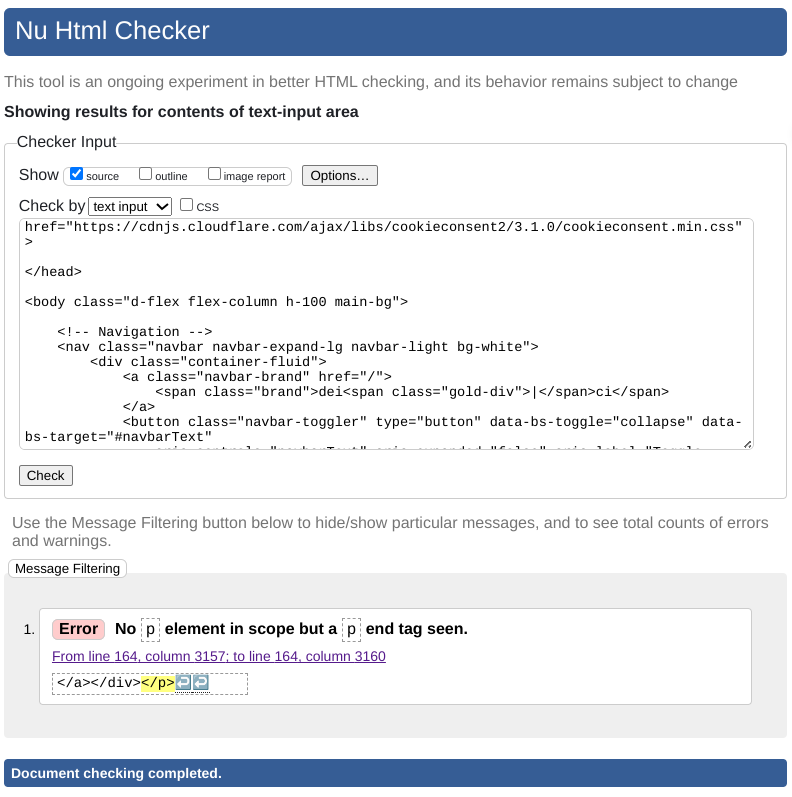 Nu Html Checker
This tool is an ongoing experiment in better HTML checking, and its behavior remains subject to change
Showing results for contents of text-input area
Checker Input
Show source outline image report Options…
Check by text input CSS
href="https://cdnjs.cloudflare.com/ajax/libs/cookieconsent2/3.1.0/cookieconsent.min.css"
>
</head>
<body class="d-flex flex-column h-100 main-bg">
<!-- Navigation -->
<nav class="navbar navbar-expand-lg navbar-light bg-white">
<div class="container-fluid">
<a class="navbar-brand" href="/">
<span class="brand">dei<span class="gold-div">|</span>ci</span>
</a>
<button class="navbar-toggler" type="button" data-bs-toggle="collapse" data-
bs-target="#navbarText"
Check
Use the Message Filtering button below to hide/show particular messages, and to see total counts of errors
and warnings.
Message Filtering
1. Error No p element in scope but a p end tag seen.
From line 164, column 3157; to line 164, column 3160
</a></div></p>↩↩
Document checking completed.